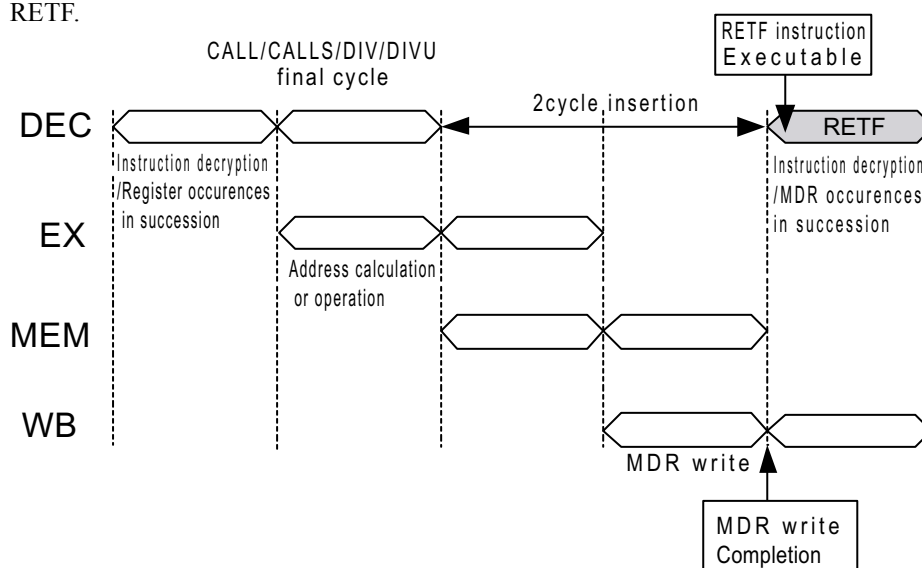 RETF.
RETF instruction
Executable
CALL/CALLS/DIV/DIVU
final cycle
2cycle insertion
DEC
RETF
Instruction decryption
/Register occurences
in succession
Instruction decryption
/MDR occurences
in succession
EX
Address calculation
or operation
MEM
WB
MDR write
MDR write
Completion